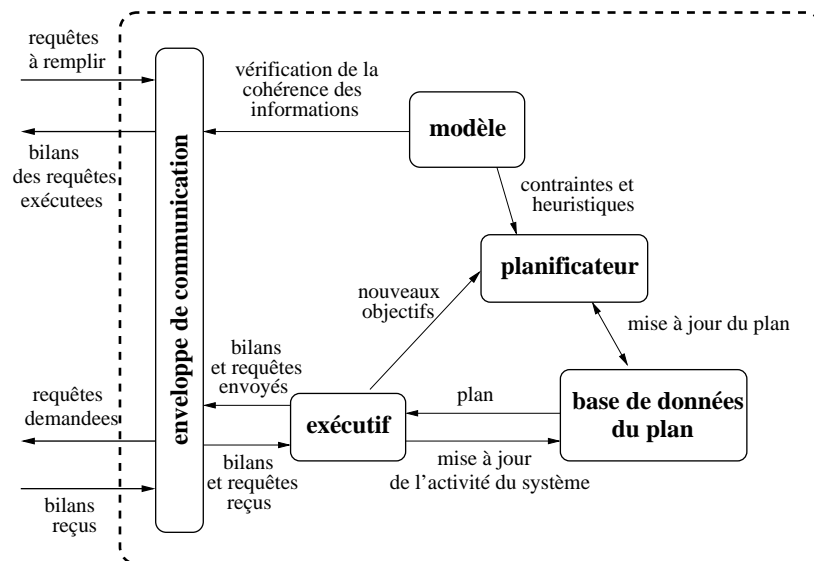 requêtes
à remplir
vérification de la
cohérence des
informations
modèle
bilans
des requêtes
exécutees
enveloppe de communication
contraintes et
heuristiques
planificateur
nouveaux
objectifs
mise à jour du plan
bilans
et requêtes
envoyés
requêtes
demandees
plan
exécutif
base de données
du plan
bilans
et requêtes
reçus
mise à jour
de l'activité du système
bilans
reçus